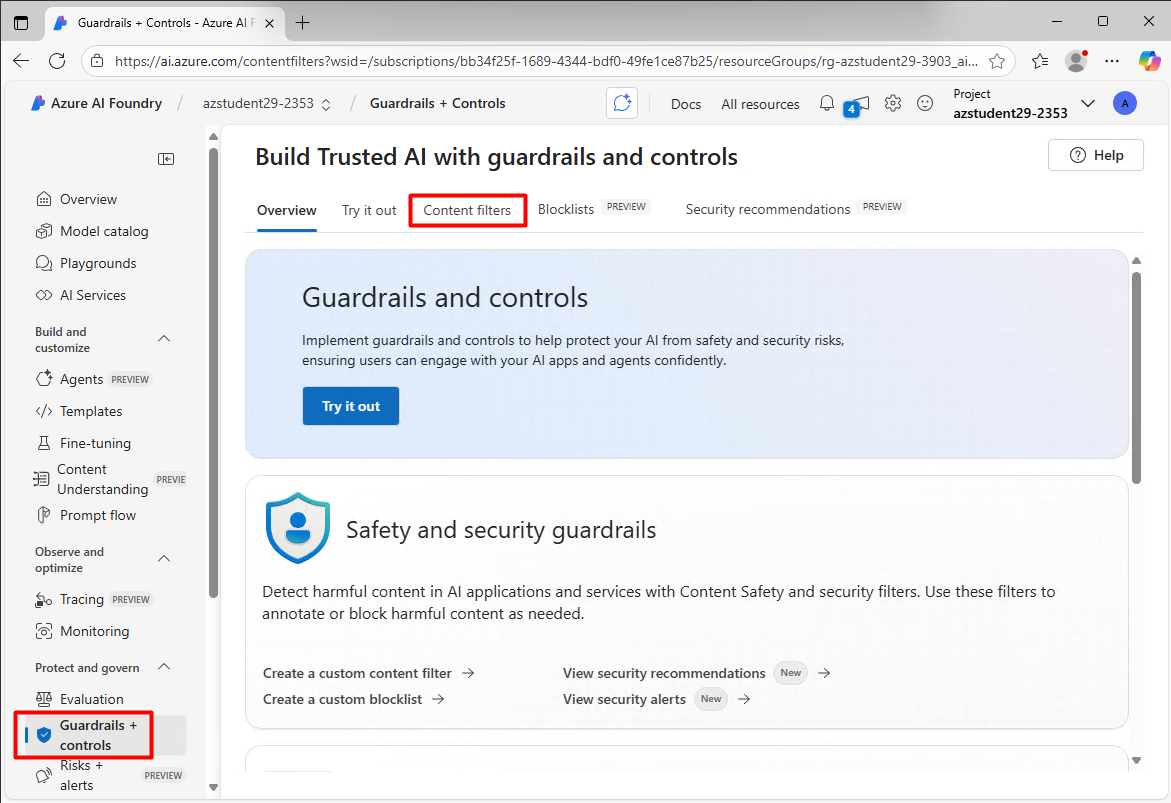 Guardrails + Controls - Azure AI F
https://ai.azure.com/contentfilters?wsid=/subscriptions/bb34f25f-1689-4344-bdf0-49fe1ce87b25/resourceGroups/rg-azstudent29-3903_ai...
Azure AI Foundry / azstudent29-2353 / Guardrails + Controls
Docs
All resources
4
Project
azstudent29-2353
A
Overview
Model catalog
Playgrounds
AI Services
Build and
customize
Agents PREVIEW
Templates
Fine-tuning
Content
Understanding PREVIE
Prompt flow
Observe and
optimize
Tracing PREVIEW
Monitoring
Protect and govern
Evaluation
Guardrails +
controls
Risks +
alerts PREVIEW
Build Trusted AI with guardrails and controls
Help
Overview
Try it out
Content filters
Blocklists PREVIEW
Security recommendations PREVIEW
Guardrails and controls
Implement guardrails and controls to help protect your AI from safety and security risks,
ensuring users can engage with your AI apps and agents confidently.
Try it out
Safety and security guardrails
Detect harmful content in AI applications and services with Content Safety and security filters. Use these filters to
annotate or block harmful content as needed.
Create a custom content filter →
View security recommendations New →
Create a custom blocklist →
View security alerts New →